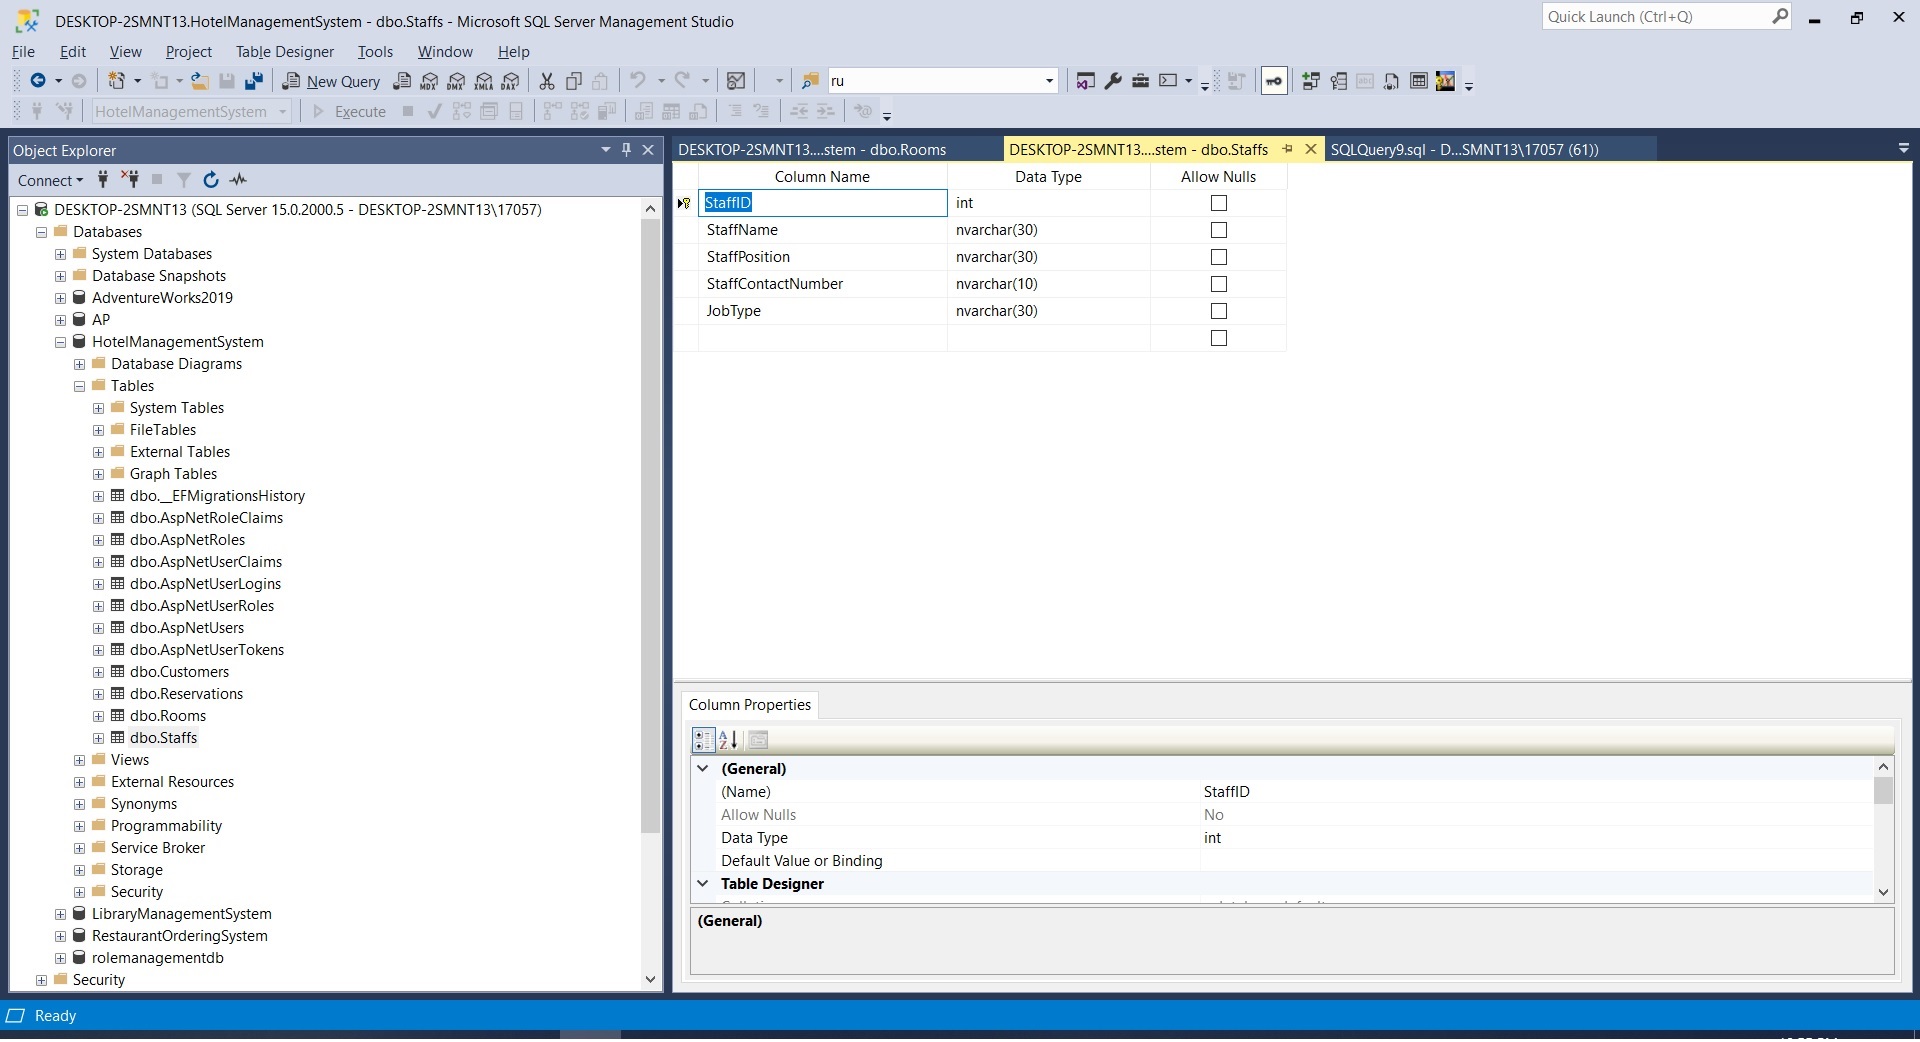 DESKTOP-2SMNT13.HotelManagementSystem - dbo.Staffs - Microsoft SQL Server Management Studio
Quick Launch (Ctrl+Q)
File Edit View Project Table Designer Tools Window Help
New Query MDX DMX XMLA DAX ru
HotelManagementSystem Execute
Object Explorer
Connect
DESKTOP-2SMNT13 (SQL Server 15.0.2000.5 - DESKTOP-2SMNT13\17057)
Databases
System Databases
Database Snapshots
AdventureWorks2019
AP
HotelManagementSystem
Database Diagrams
Tables
System Tables
FileTables
External Tables
Graph Tables
dbo.__EFMigrationsHistory
dbo.AspNetRoleClaims
dbo.AspNetRoles
dbo.AspNetUserClaims
dbo.AspNetUserLogins
dbo.AspNetUserRoles
dbo.AspNetUsers
dbo.AspNetUserTokens
dbo.Customers
dbo.Reservations
dbo.Rooms
dbo.Staffs
Views
External Resources
Synonyms
Programmability
Service Broker
Storage
Security
LibraryManagementSystem
RestaurantOrderingSystem
rolemanagementdb
Security
DESKTOP-2SMNT13....stem - dbo.Rooms
DESKTOP-2SMNT13....stem - dbo.Staffs
SQLQuery9.sql - D...SMNT13\17057 (61))
Column Name Data Type Allow Nulls
StaffID int
StaffName nvarchar(30)
StaffPosition nvarchar(30)
StaffContactNumber nvarchar(10)
JobType nvarchar(30)
Column Properties
(General)
(Name) StaffID
Allow Nulls No
Data Type int
Default Value or Binding
Table Designer
(General)
Ready